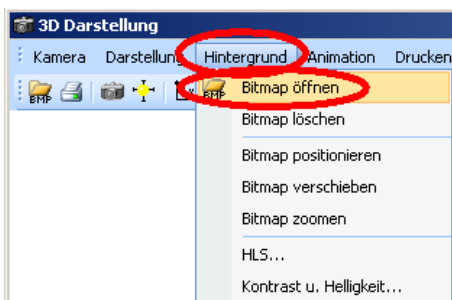 3D Darstellung
Kamera Darstellung Hintergrund Animation Drucken
BMP BMP Bitmap öffnen
Bitmap löschen
Bitmap positionieren
Bitmap verschieben
Bitmap zoomen
HLS...
Kontrast u. Helligkeit...